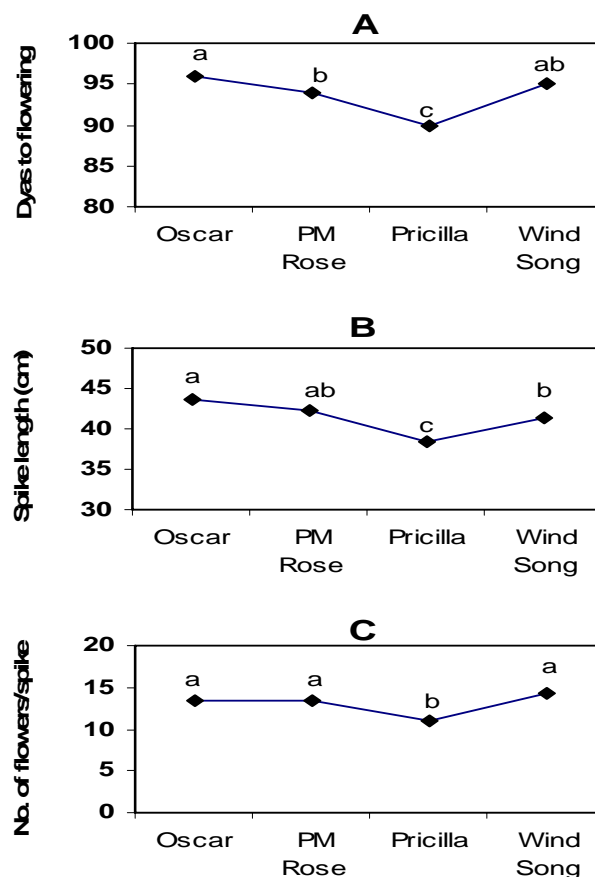 A
Dyas to flowering
100
95
90
85
80
a
b
c
ab
Oscar PM Pricilla Wind
Rose Song
B
Spike length (cm)
50
45
40
35
30
a
ab
c
b
Oscar PM Pricilla Wind
Rose Song
C
No. of flowers/spike
20
15
10
5
0
a
a
b
a
Oscar PM Pricilla Wind
Rose Song